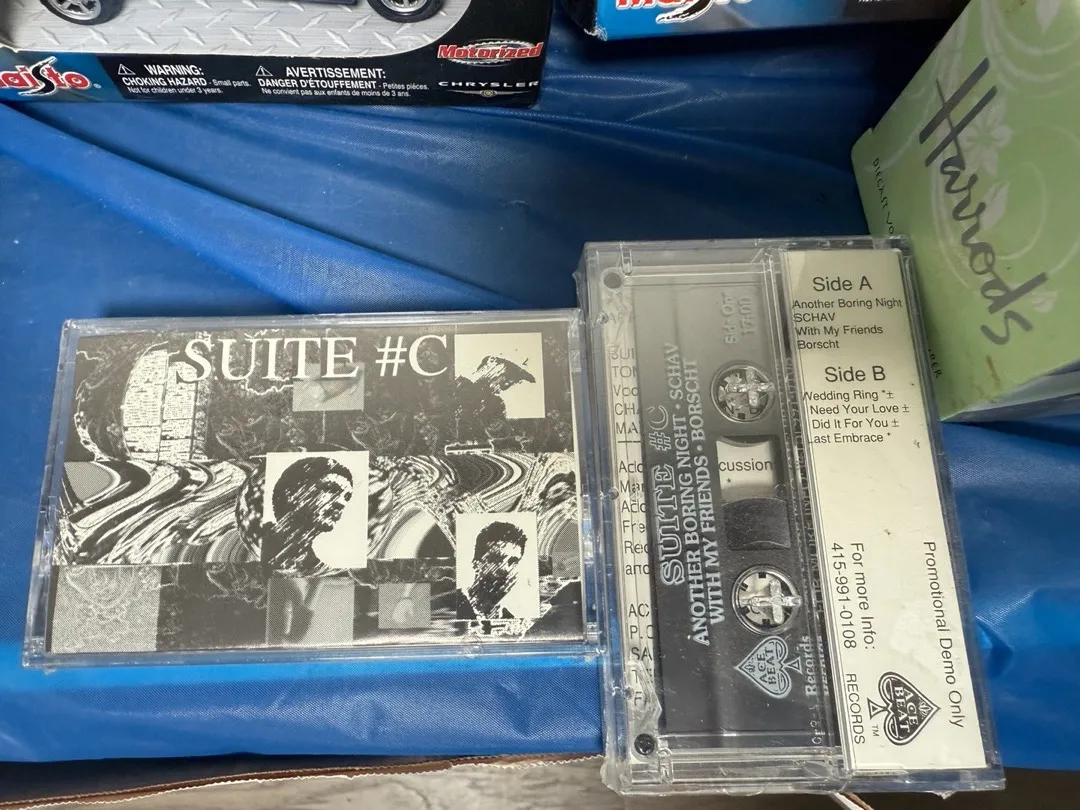 Maisto
WARNING:
CHOKING HAZARD - Small parts.
Not for children under 3 years.
AVERTISSEMENT:
DANGER D'ÉTOUFFEMENT - Petites pièces.
Ne convient pas aux enfants de moins de 3 ans.
Motorized
CHRYSLER
Harrods
SUITE #C
SUITE #C
ANOTHER BORING NIGHT · SCHAV
WITH MY FRIENDS · BORSCHT
ACE
BEAT
Records
cussion
Side A
Another Boring Night
SCHAV
With My Friends
Borscht
Side B
Wedding Ring *±
Need Your Love ±
Did It For You ±
Last Embrace *
Promotional Demo Only
For more Info:
415-991-0108
ACE
BEAT
TM
RECORDS